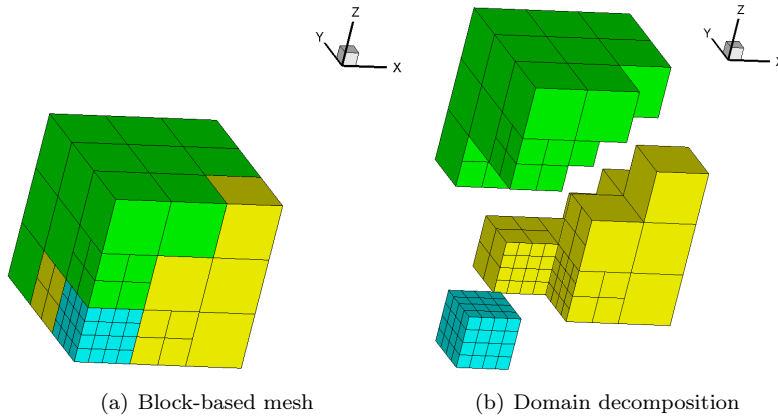 Z
Y
X
Z
Y
X
(a) Block-based mesh
(b) Domain decomposition